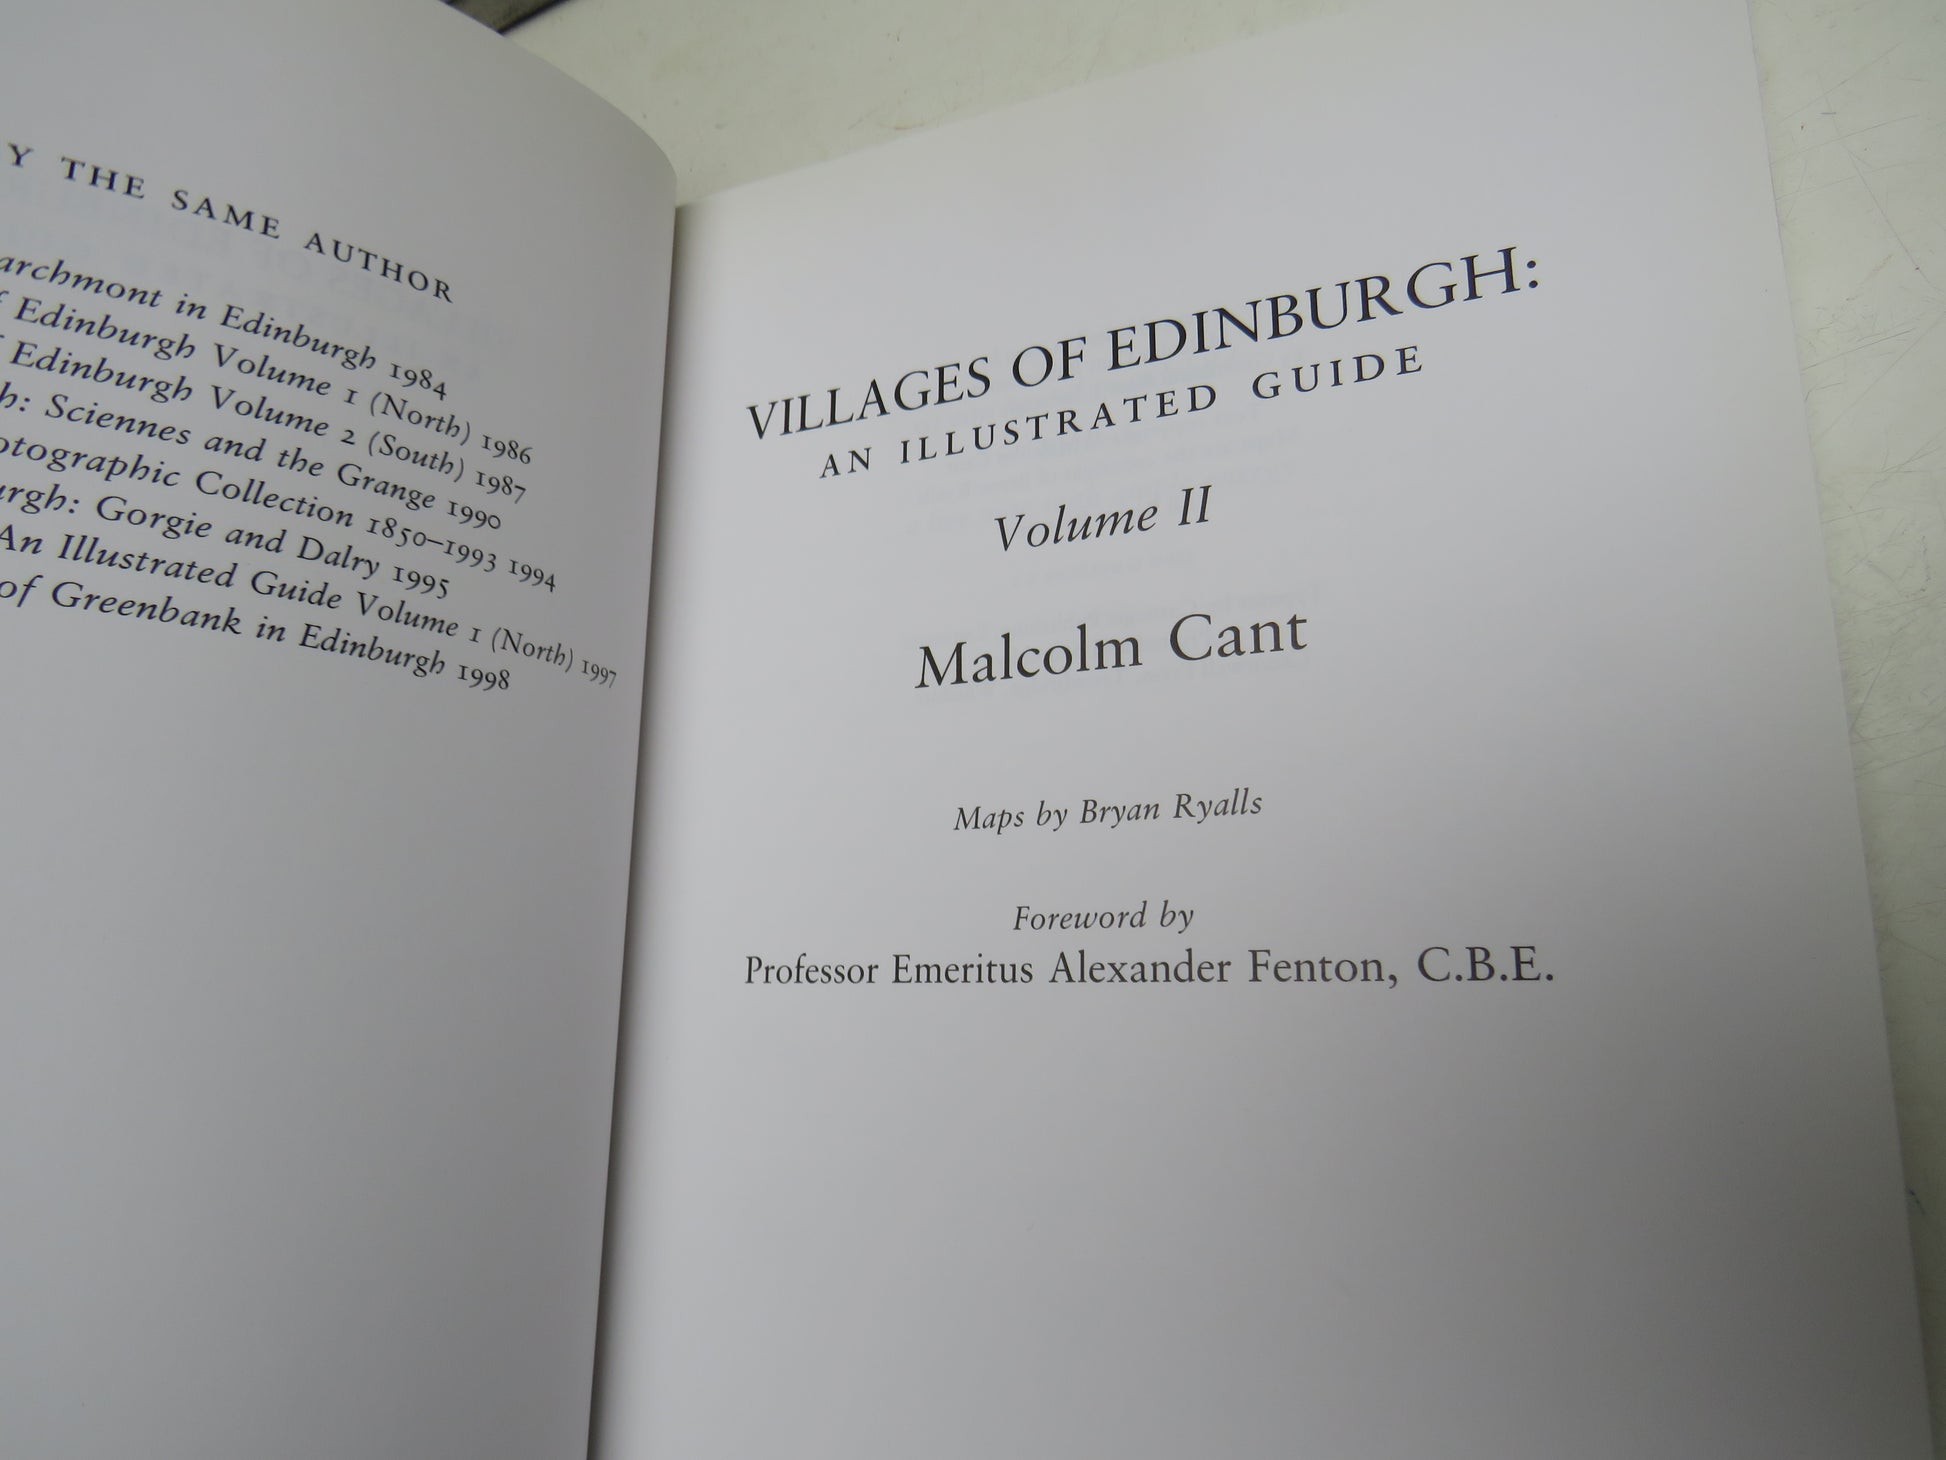 THE SAME AUTHOR
in Edinburgh 1984
Edinburgh Volume 1 (North) 1986
Edinburgh Volume 2 (South) 1987
Sciennes and the Grange 1990
Collection 1850–1993 1994
Gorgie and Dalry 1995
An Illustrated Guide Volume 1 (North) 1997
of Greenbank in Edinburgh 1998
VILLAGES OF EDINBURGH:
AN ILLUSTRATED GUIDE
Volume II
Malcolm Cant
Maps by Bryan Ryalls
Foreword by
Professor Emeritus Alexander Fenton, C.B.E.